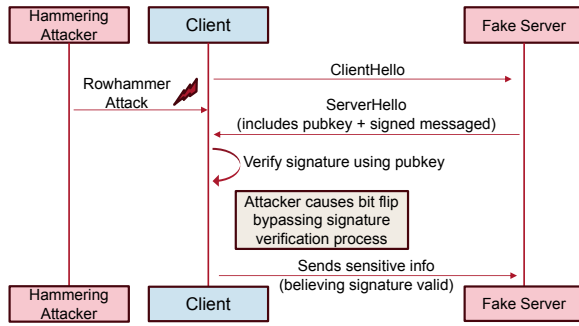 Hammering
Attacker
Client
Fake Server
ClientHello
Rowhammer
Attack
ServerHello
(includes pubkey + signed messaged)
Verify signature using pubkey
Attacker causes bit flip
bypassing signature
verification process
Sends sensitive info
(believing signature valid)
Hammering
Attacker
Client
Fake Server